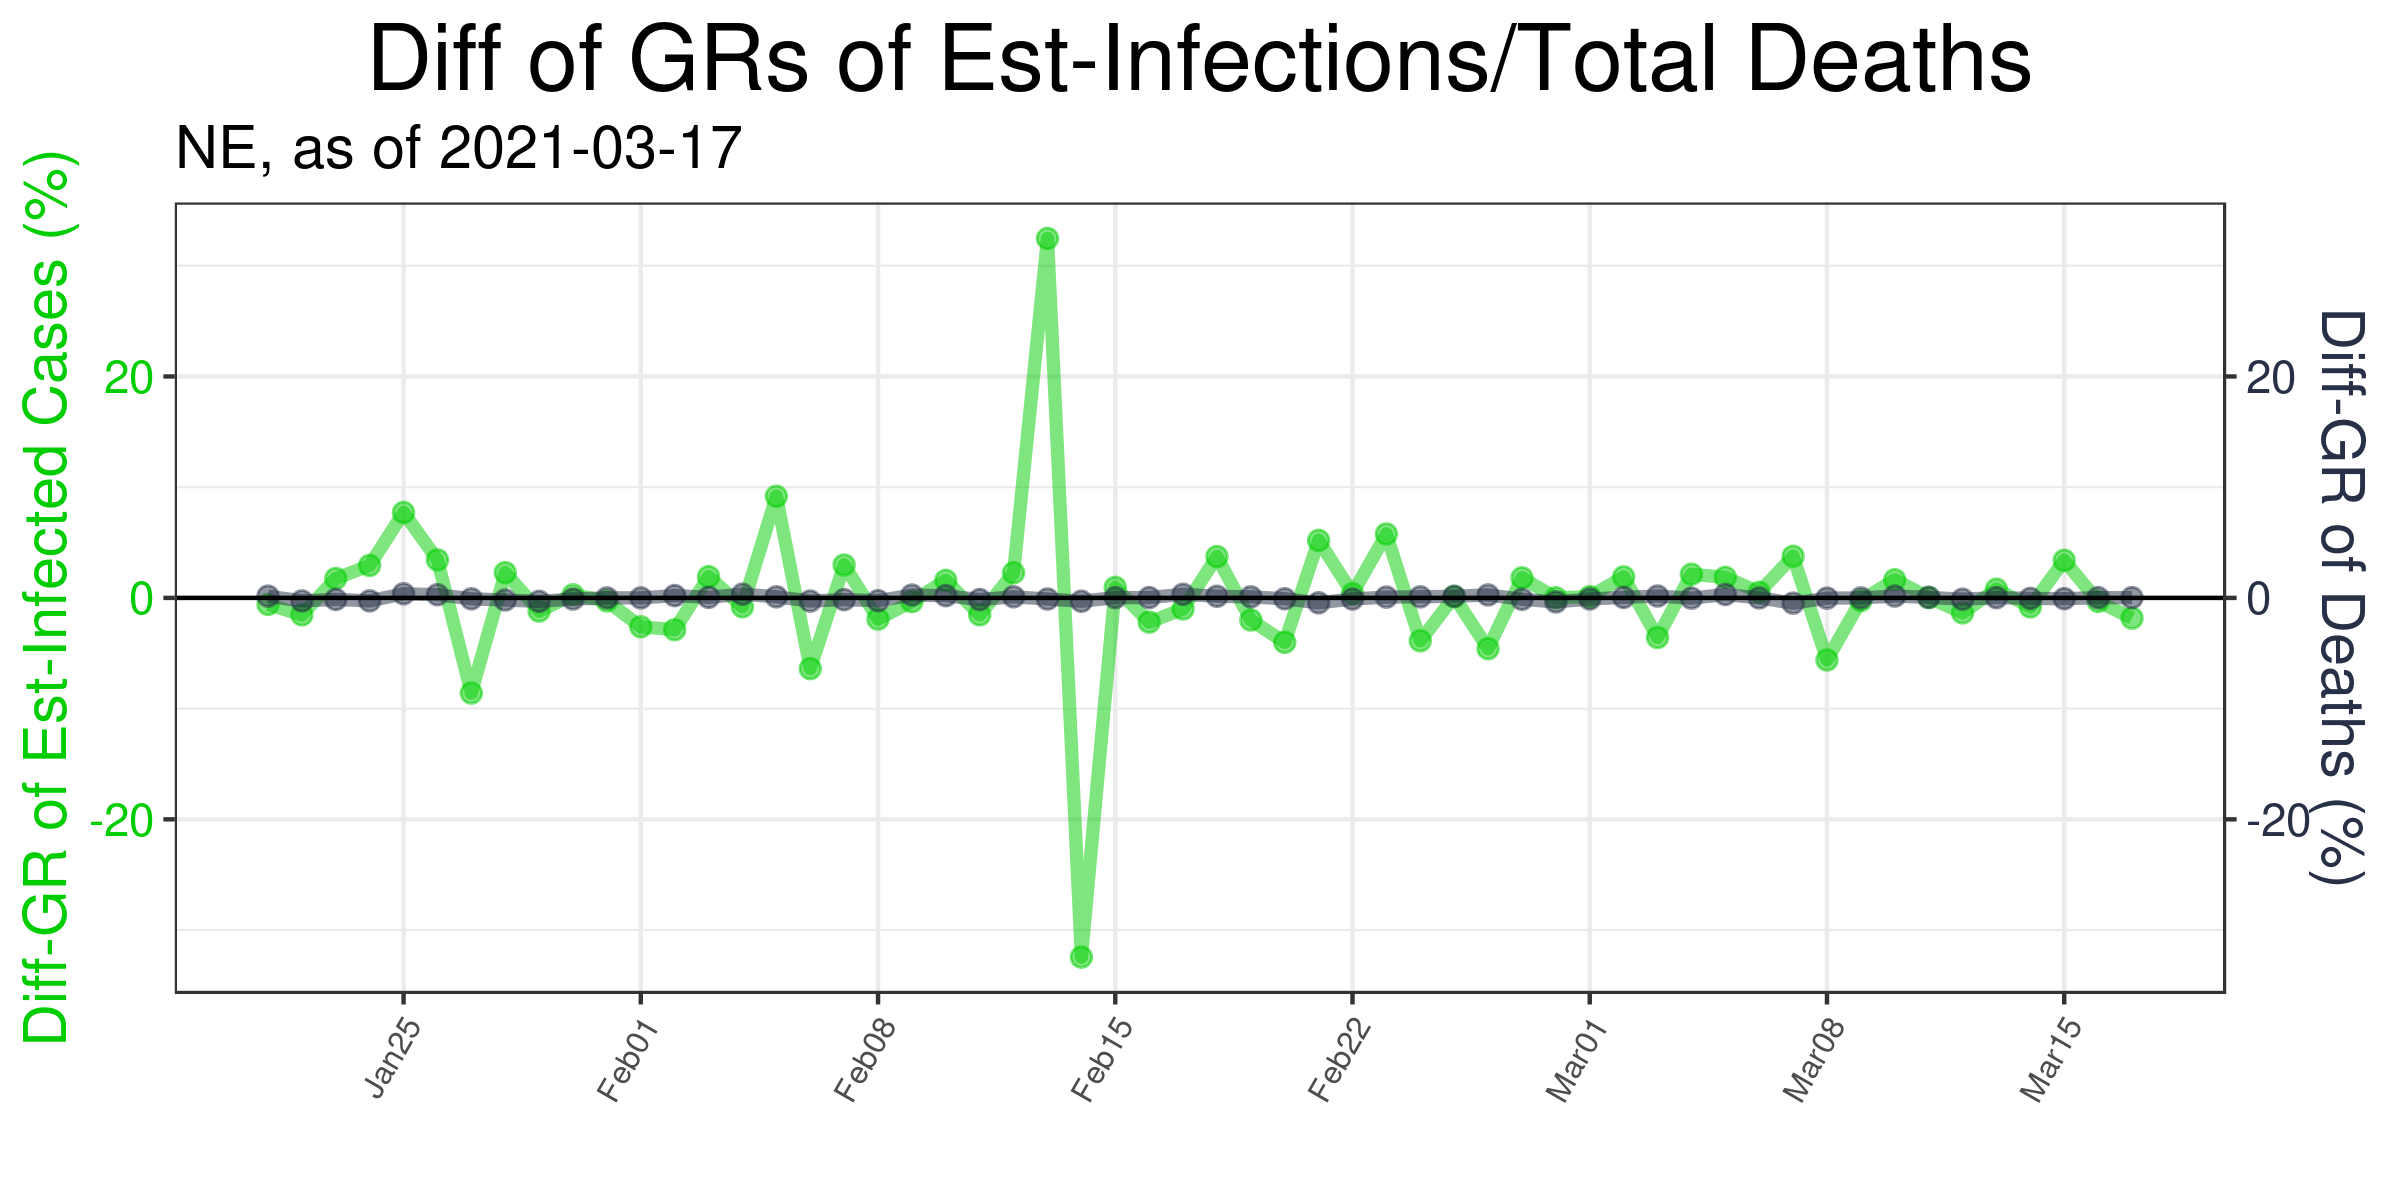 Diff of GRs of Est-Infections/Total Deaths
NE, as of 2021-03-17
Diff-GR of Est-Infected Cases (%)
20
0
-20
20
0
-20
Diff-GR of Deaths (%)
Jan25
Feb01
Feb08
Feb15
Feb22
Mar01
Mar08
Mar15